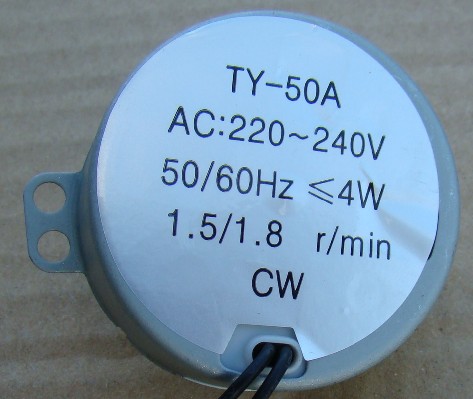 TY-50A
AC:220~240V
50/60Hz ≤4W
1.5/1.8 r/min
CW